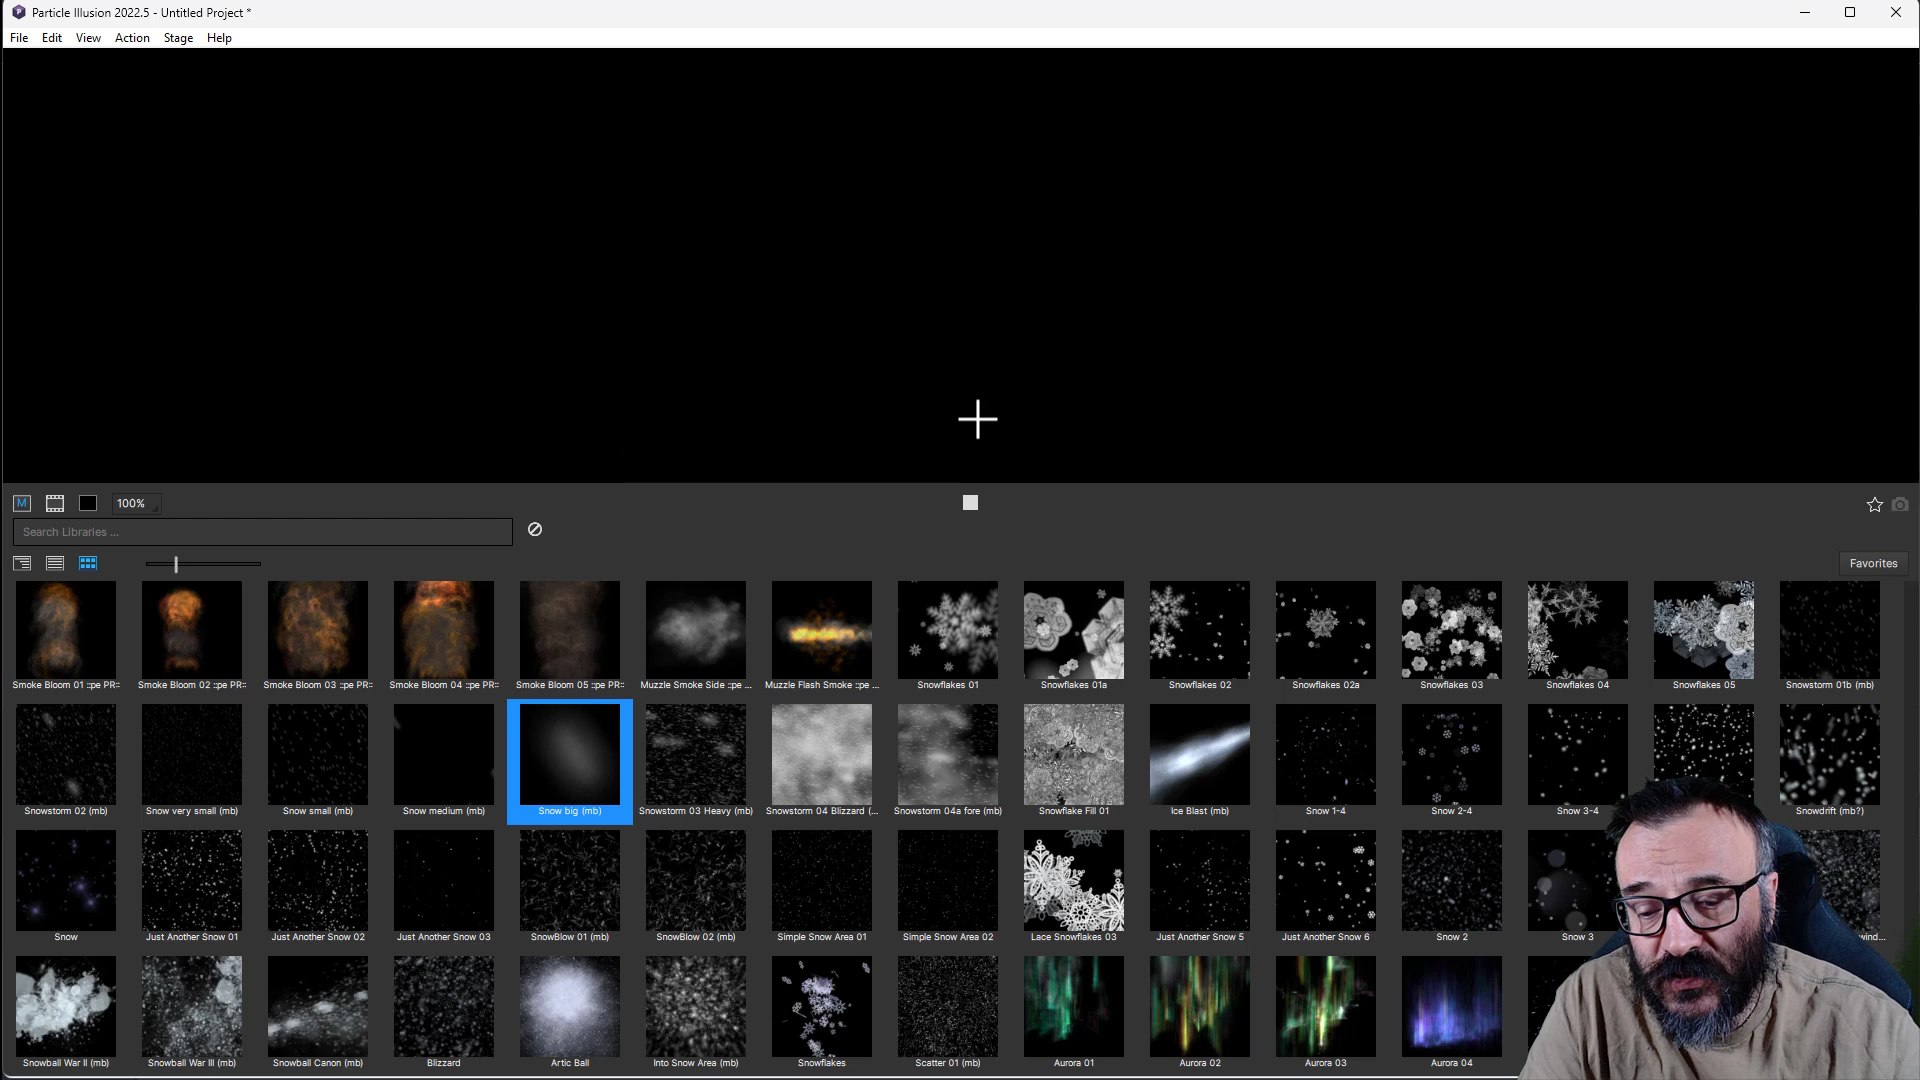 Particle Illusion 2022.5 - Untitled Project *
File Edit View Action Stage Help
M 100%
Search Libraries ...
Favorites
Smoke Bloom 01 ::pe PR:: Smoke Bloom 02 ::pe PR:: Smoke Bloom 03 ::pe PR:: Smoke Bloom 04 ::pe PR:: Smoke Bloom 05 ::pe PR:: Muzzle Smoke Side ::pe ... Muzzle Flash Smoke ::pe ... Snowflakes 01 Snowflakes 01a Snowflakes 02 Snowflakes 02a Snowflakes 03 Snowflakes 04 Snowflakes 05 Snowstorm 01b (mb)
Snowstorm 02 (mb) Snow very small (mb) Snow small (mb) Snow medium (mb) Snow big (mb) Snowstorm 03 Heavy (mb) Snowstorm 04 Blizzard (... Snowstorm 04a fore (mb) Snowflake Fill 01 Ice Blast (mb) Snow 1-4 Snow 2-4 Snow 3-4 Snowdrift (mb?)
Snow Just Another Snow 01 Just Another Snow 02 Just Another Snow 03 SnowBlow 01 (mb) SnowBlow 02 (mb) Simple Snow Area 01 Simple Snow Area 02 Lace Snowflakes 03 Just Another Snow 5 Just Another Snow 6 Snow 2 Snow 3 wind...
Snowball War II (mb) Snowball War III (mb) Snowball Canon (mb) Blizzard Artic Ball Into Snow Area (mb) Snowflakes Scatter 01 (mb) Aurora 01 Aurora 02 Aurora 03 Aurora 04